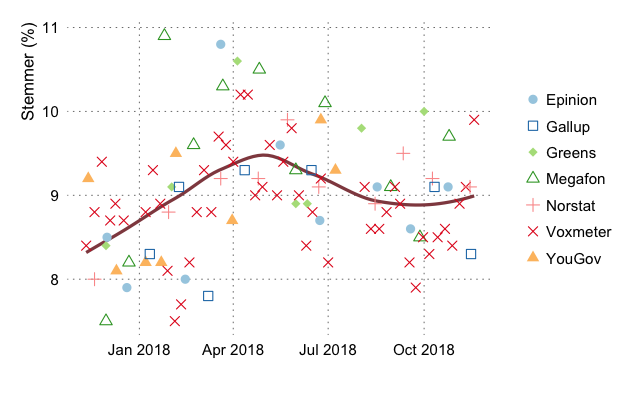 Stemmer (%)
11
10
9
8
Jan 2018
Apr 2018
Jul 2018
Oct 2018
Epinion
Gallup
Greens
Megafon
Norstat
Voxmeter
YouGov